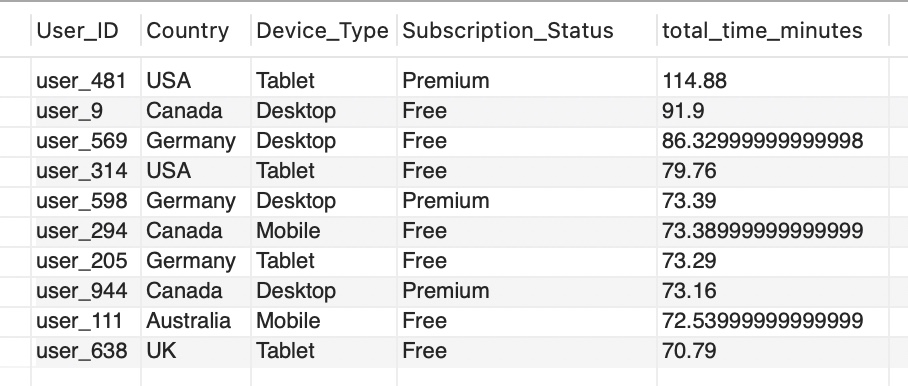 User_ID Country Device_Type Subscription_Status total_time_minutes
user_481 USA Tablet Premium 114.88
user_9 Canada Desktop Free 91.9
user_569 Germany Desktop Free 86.32999999999998
user_314 USA Tablet Free 79.76
user_598 Germany Desktop Premium 73.39
user_294 Canada Mobile Free 73.38999999999999
user_205 Germany Tablet Free 73.29
user_944 Canada Desktop Premium 73.16
user_111 Australia Mobile Free 72.53999999999999
user_638 UK Tablet Free 70.79